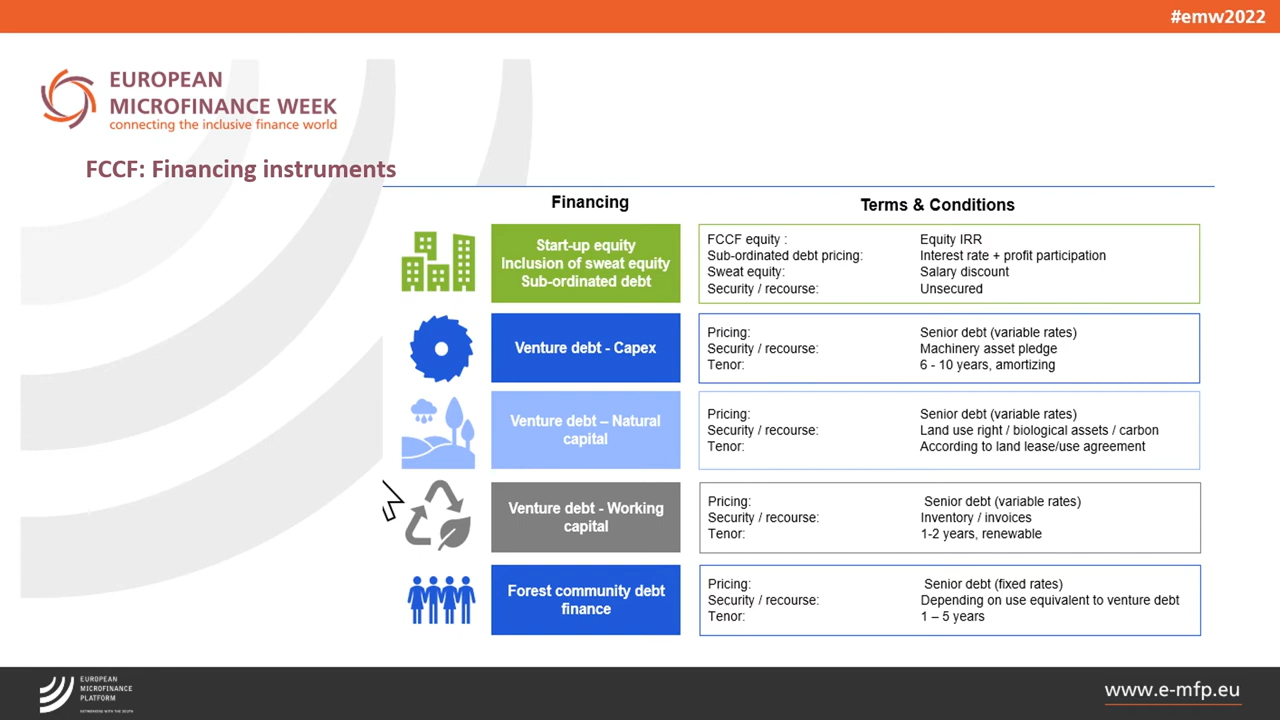 #emw2022
EUROPEAN
MICROFINANCE WEEK
connecting the inclusive finance world
FCCF: Financing instruments
Financing
Terms & Conditions
Start-up equity
Inclusion of sweat equity
Sub-ordinated debt
FCCF equity : Equity IRR
Sub-ordinated debt pricing: Interest rate + profit participation
Sweat equity: Salary discount
Security / recourse: Unsecured
Venture debt - Capex
Pricing: Senior debt (variable rates)
Security / recourse: Machinery asset pledge
Tenor: 6 - 10 years, amortizing
Venture debt – Natural
capital
Pricing: Senior debt (variable rates)
Security / recourse: Land use right / biological assets / carbon
Tenor: According to land lease/use agreement
Venture debt - Working
capital
Pricing: Senior debt (variable rates)
Security / recourse: Inventory / invoices
Tenor: 1-2 years, renewable
Forest community debt
finance
Pricing: Senior debt (fixed rates)
Security / recourse: Depending on use equivalent to venture debt
Tenor: 1 – 5 years
EUROPEAN
MICROFINANCE
PLATFORM
NETWORKING WITH THE SOUTH
www.e-mfp.eu